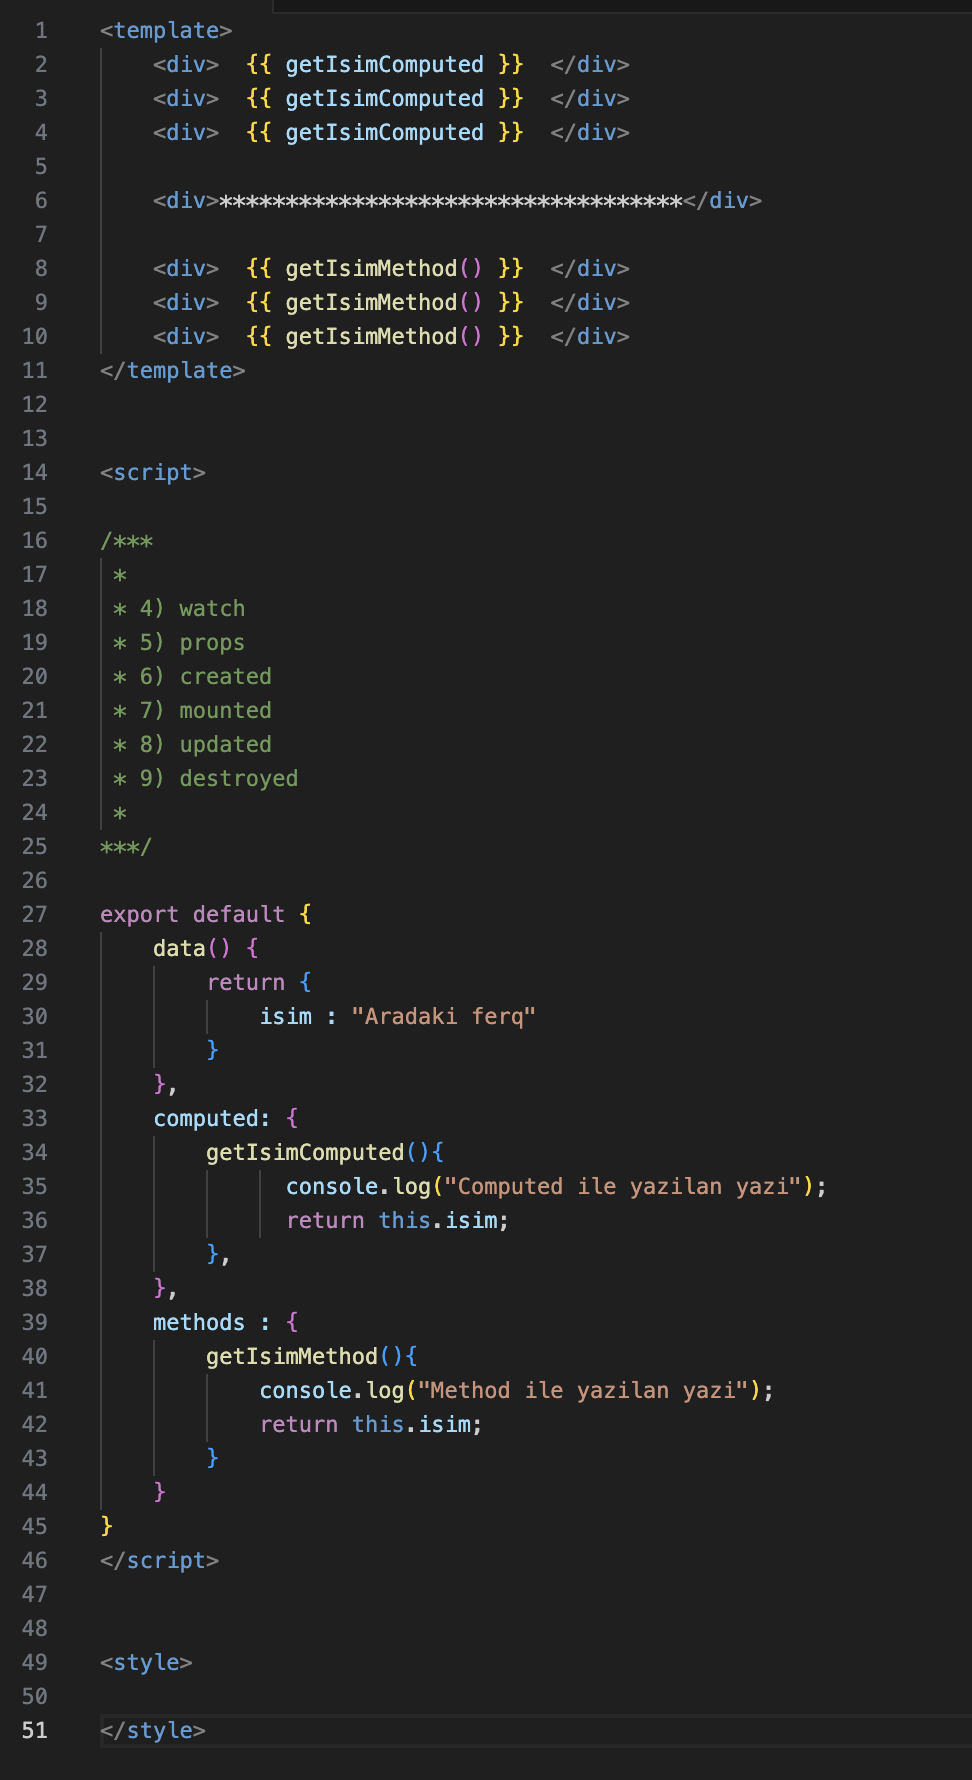 1 <template>
2 <div>  {{ getIsimComputed }}  </div>
3 <div>  {{ getIsimComputed }}  </div>
4 <div>  {{ getIsimComputed }}  </div>
5
6 <div>***********************************</div>
7
8 <div>  {{ getIsimMethod() }}  </div>
9 <div>  {{ getIsimMethod() }}  </div>
10 <div>  {{ getIsimMethod() }}  </div>
11 </template>
12
13
14 <script>
15
16 /***
17  *
18  * 4) watch
19  * 5) props
20  * 6) created
21  * 7) mounted
22  * 8) updated
23  * 9) destroyed
24  *
25 ***/
26
27 export default {
28     data() {
29         return {
30             isim : "Aradaki ferq"
31         }
32     },
33     computed: {
34         getIsimComputed(){
35               console.log("Computed ile yazilan yazi");
36               return this.isim;
37         },
38     },
39     methods : {
40         getIsimMethod(){
41             console.log("Method ile yazilan yazi");
42             return this.isim;
43         }
44     }
45 }
46 </script>
47
48
49 <style>
50
51 </style>